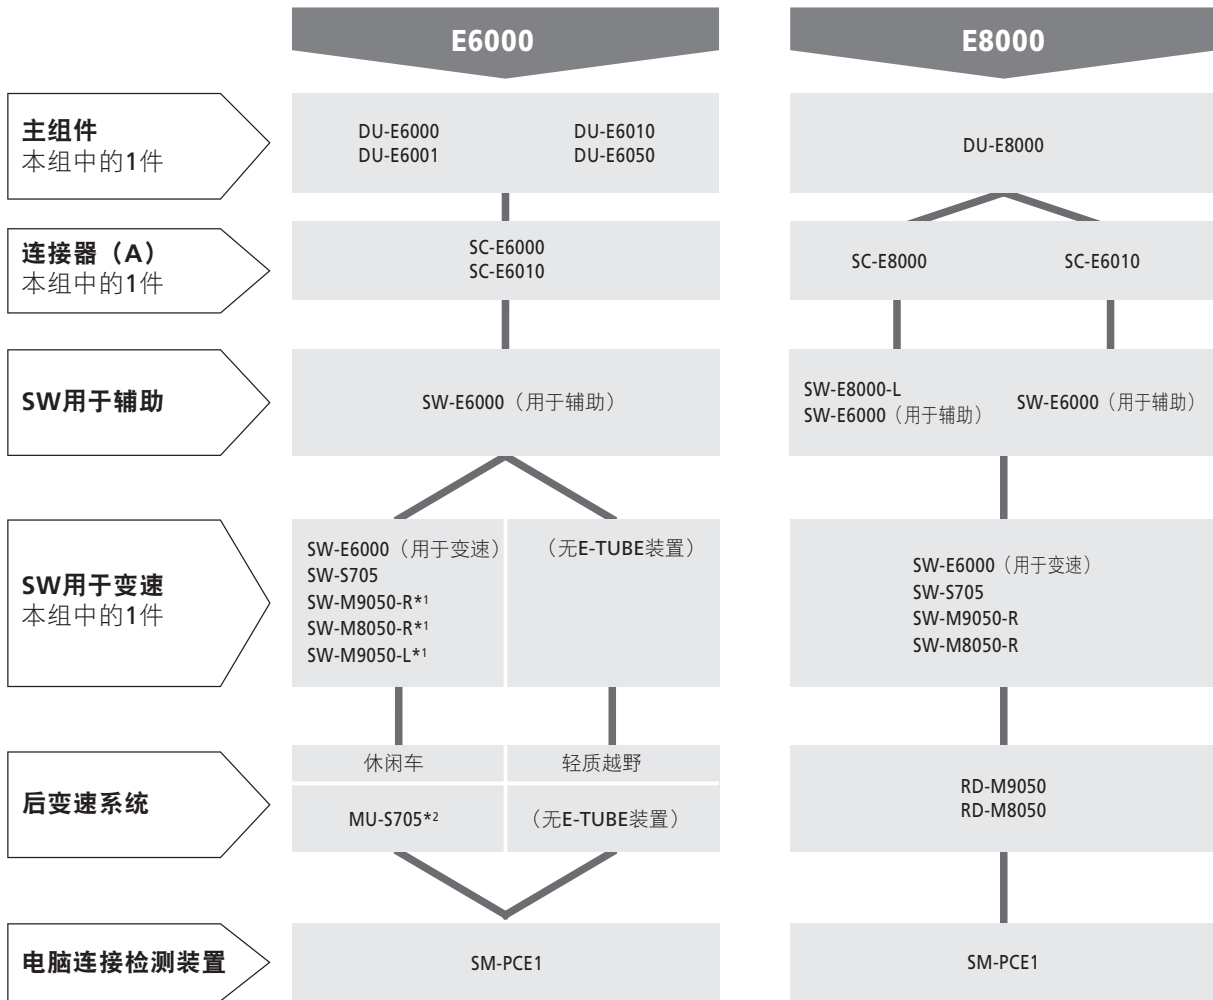 E6000
E8000
主组件
本组中的1件
DU-E6000
DU-E6001
DU-E6010
DU-E6050
DU-E8000
连接器（A）
本组中的1件
SC-E6000
SC-E6010
SC-E8000
SC-E6010
SW用于辅助
SW-E6000（用于辅助）
SW-E8000-L
SW-E6000（用于辅助）
SW-E6000（用于辅助）
SW用于变速
本组中的1件
SW-E6000（用于变速）
SW-S705
SW-M9050-R*1
SW-M8050-R*1
SW-M9050-L*1
（无E-TUBE装置）
SW-E6000（用于变速）
SW-S705
SW-M9050-R
SW-M8050-R
后变速系统
休闲车
轻质越野
MU-S705*2
（无E-TUBE装置）
RD-M9050
RD-M8050
电脑连接检测装置
SM-PCE1
SM-PCE1